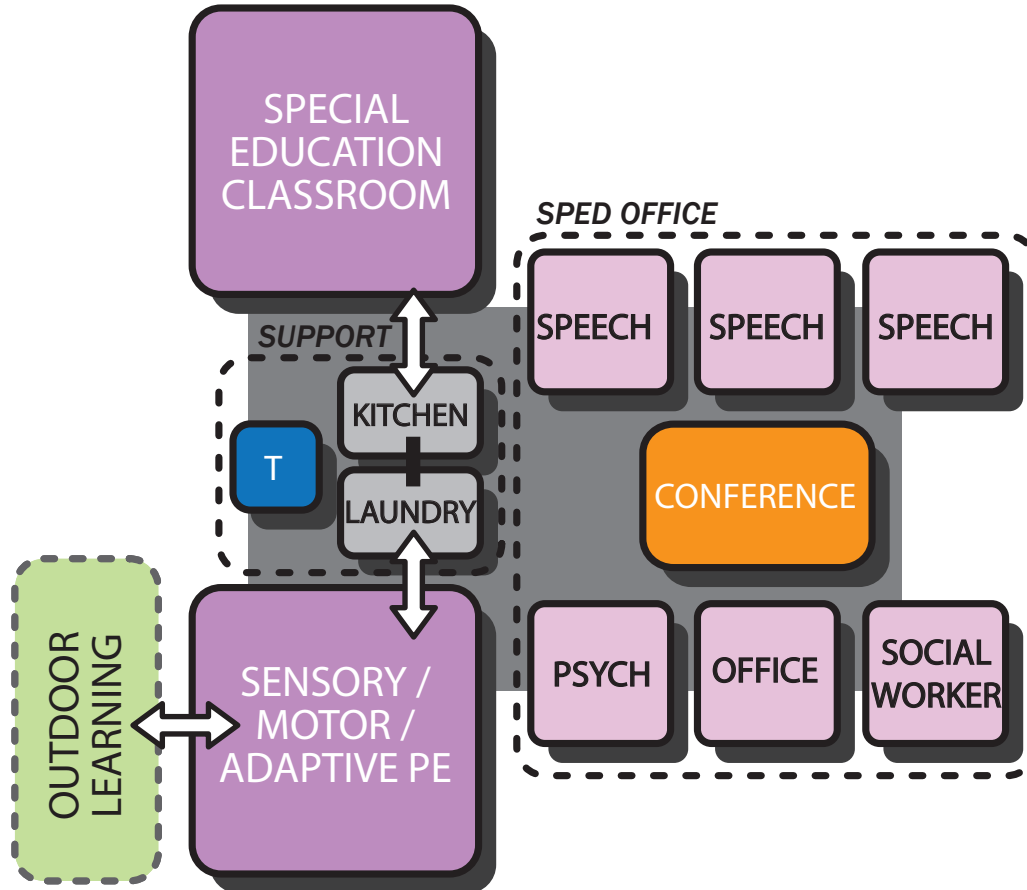 SPECIAL
EDUCATION
CLASSROOM
SPED OFFICE
SPEECH
SPEECH
SPEECH
SUPPORT
KITCHEN
T
LAUNDRY
CONFERENCE
OUTDOOR
LEARNING
SENSORY /
MOTOR /
ADAPTIVE PE
PSYCH
OFFICE
SOCIAL
WORKER